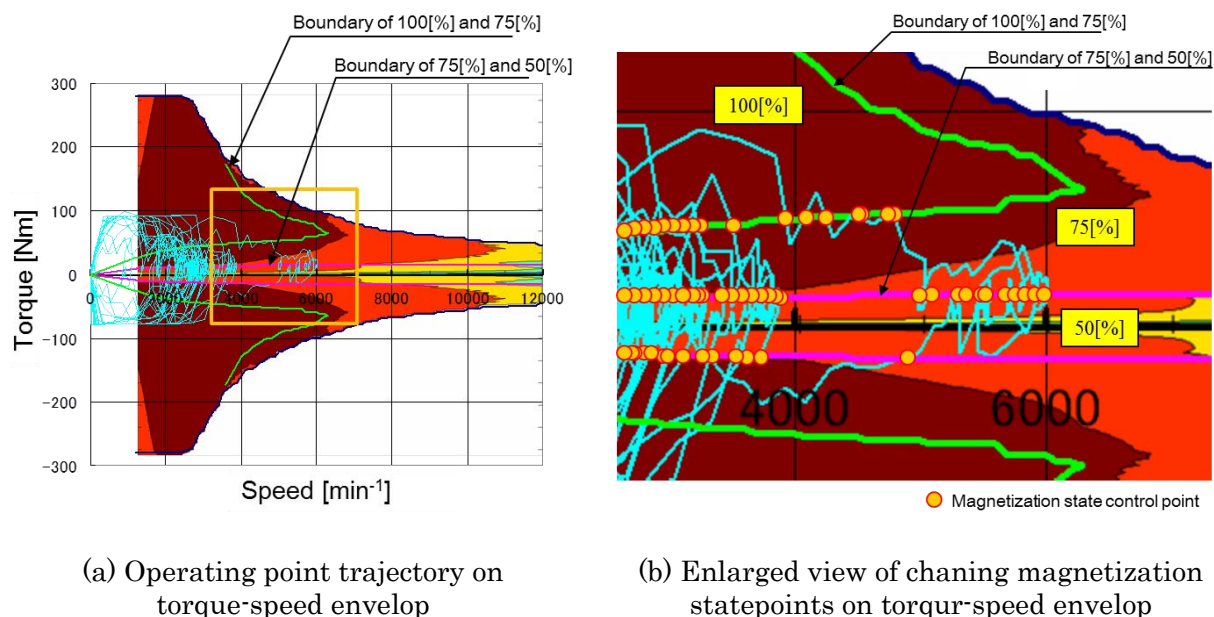 Boundary of 100[%] and 75[%]
Boundary of 75[%] and 50[%]
300
200
100
0
-100
-200
-300
Torque [Nm]
0
2000
4000
6000
8000
10000
12000
Speed [min-1]
Boundary of 100[%] and 75[%]
Boundary of 75[%] and 50[%]
100[%]
75[%]
50[%]
4000
6000
Magnetization state control point
(a) Operating point trajectory on
torque-speed envelop
(b) Enlarged view of chaning magnetization
statepoints on torqur-speed envelop